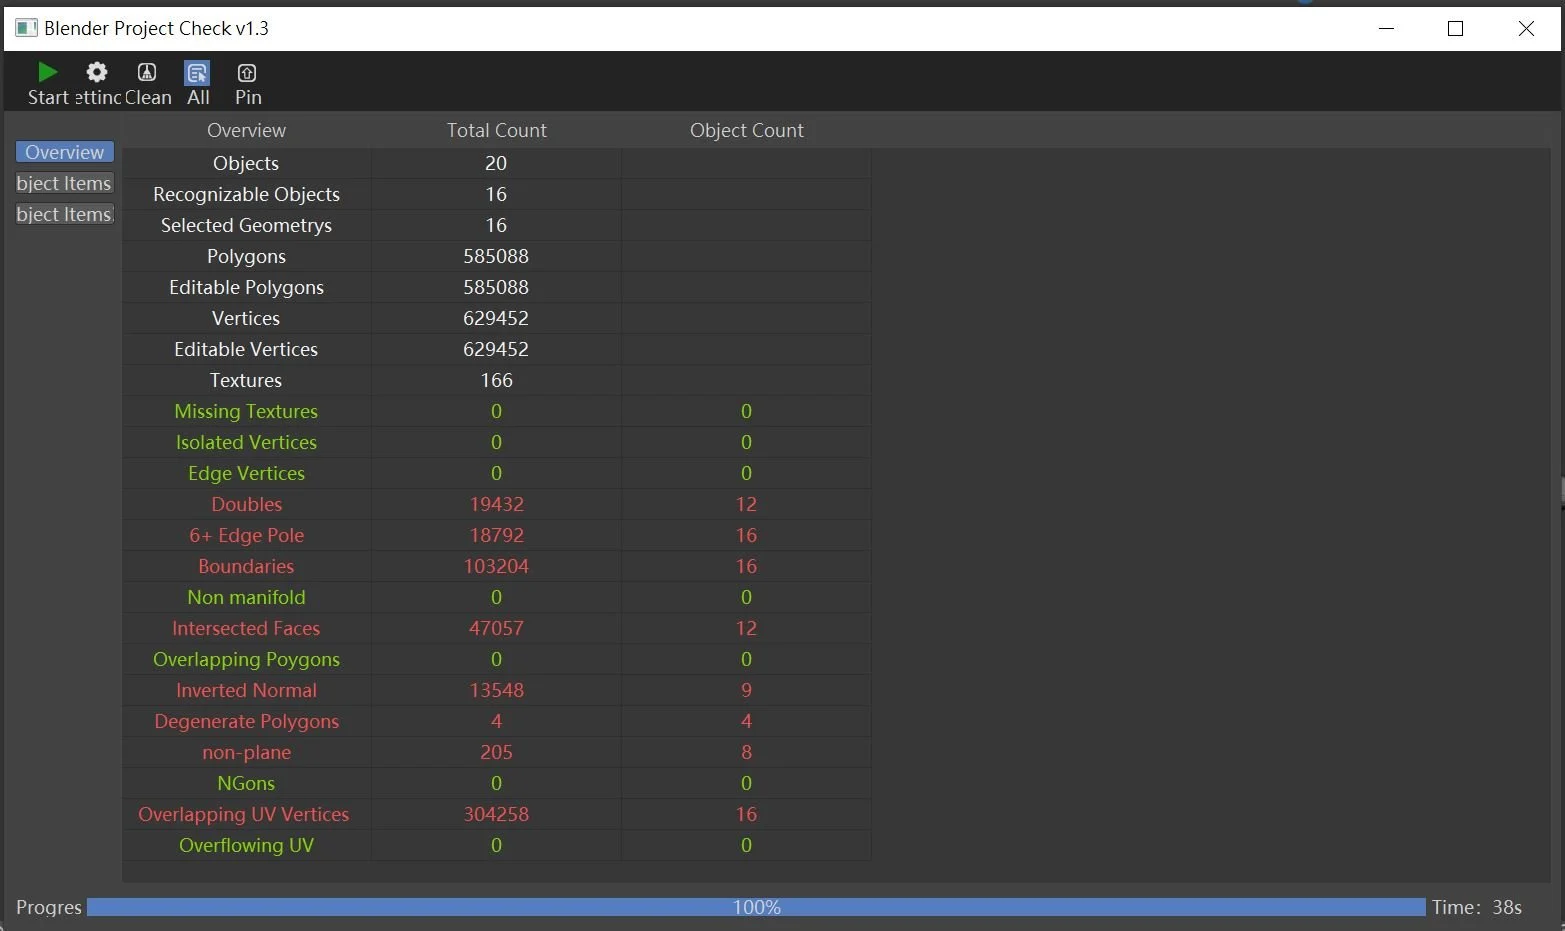 Blender Project Check v1.3
Start ettinc Clean All Pin
Overview Total Count Object Count
Overview
bject Items
bject Items
Objects 20
Recognizable Objects 16
Selected Geometrys 16
Polygons 585088
Editable Polygons 585088
Vertices 629452
Editable Vertices 629452
Textures 166
Missing Textures 0 0
Isolated Vertices 0 0
Edge Vertices 0 0
Doubles 19432 12
6+ Edge Pole 18792 16
Boundaries 103204 16
Non manifold 0 0
Intersected Faces 47057 12
Overlapping Poygons 0 0
Inverted Normal 13548 9
Degenerate Polygons 4 4
non-plane 205 8
NGons 0 0
Overlapping UV Vertices 304258 16
Overflowing UV 0 0
Progres 100% Time: 38s